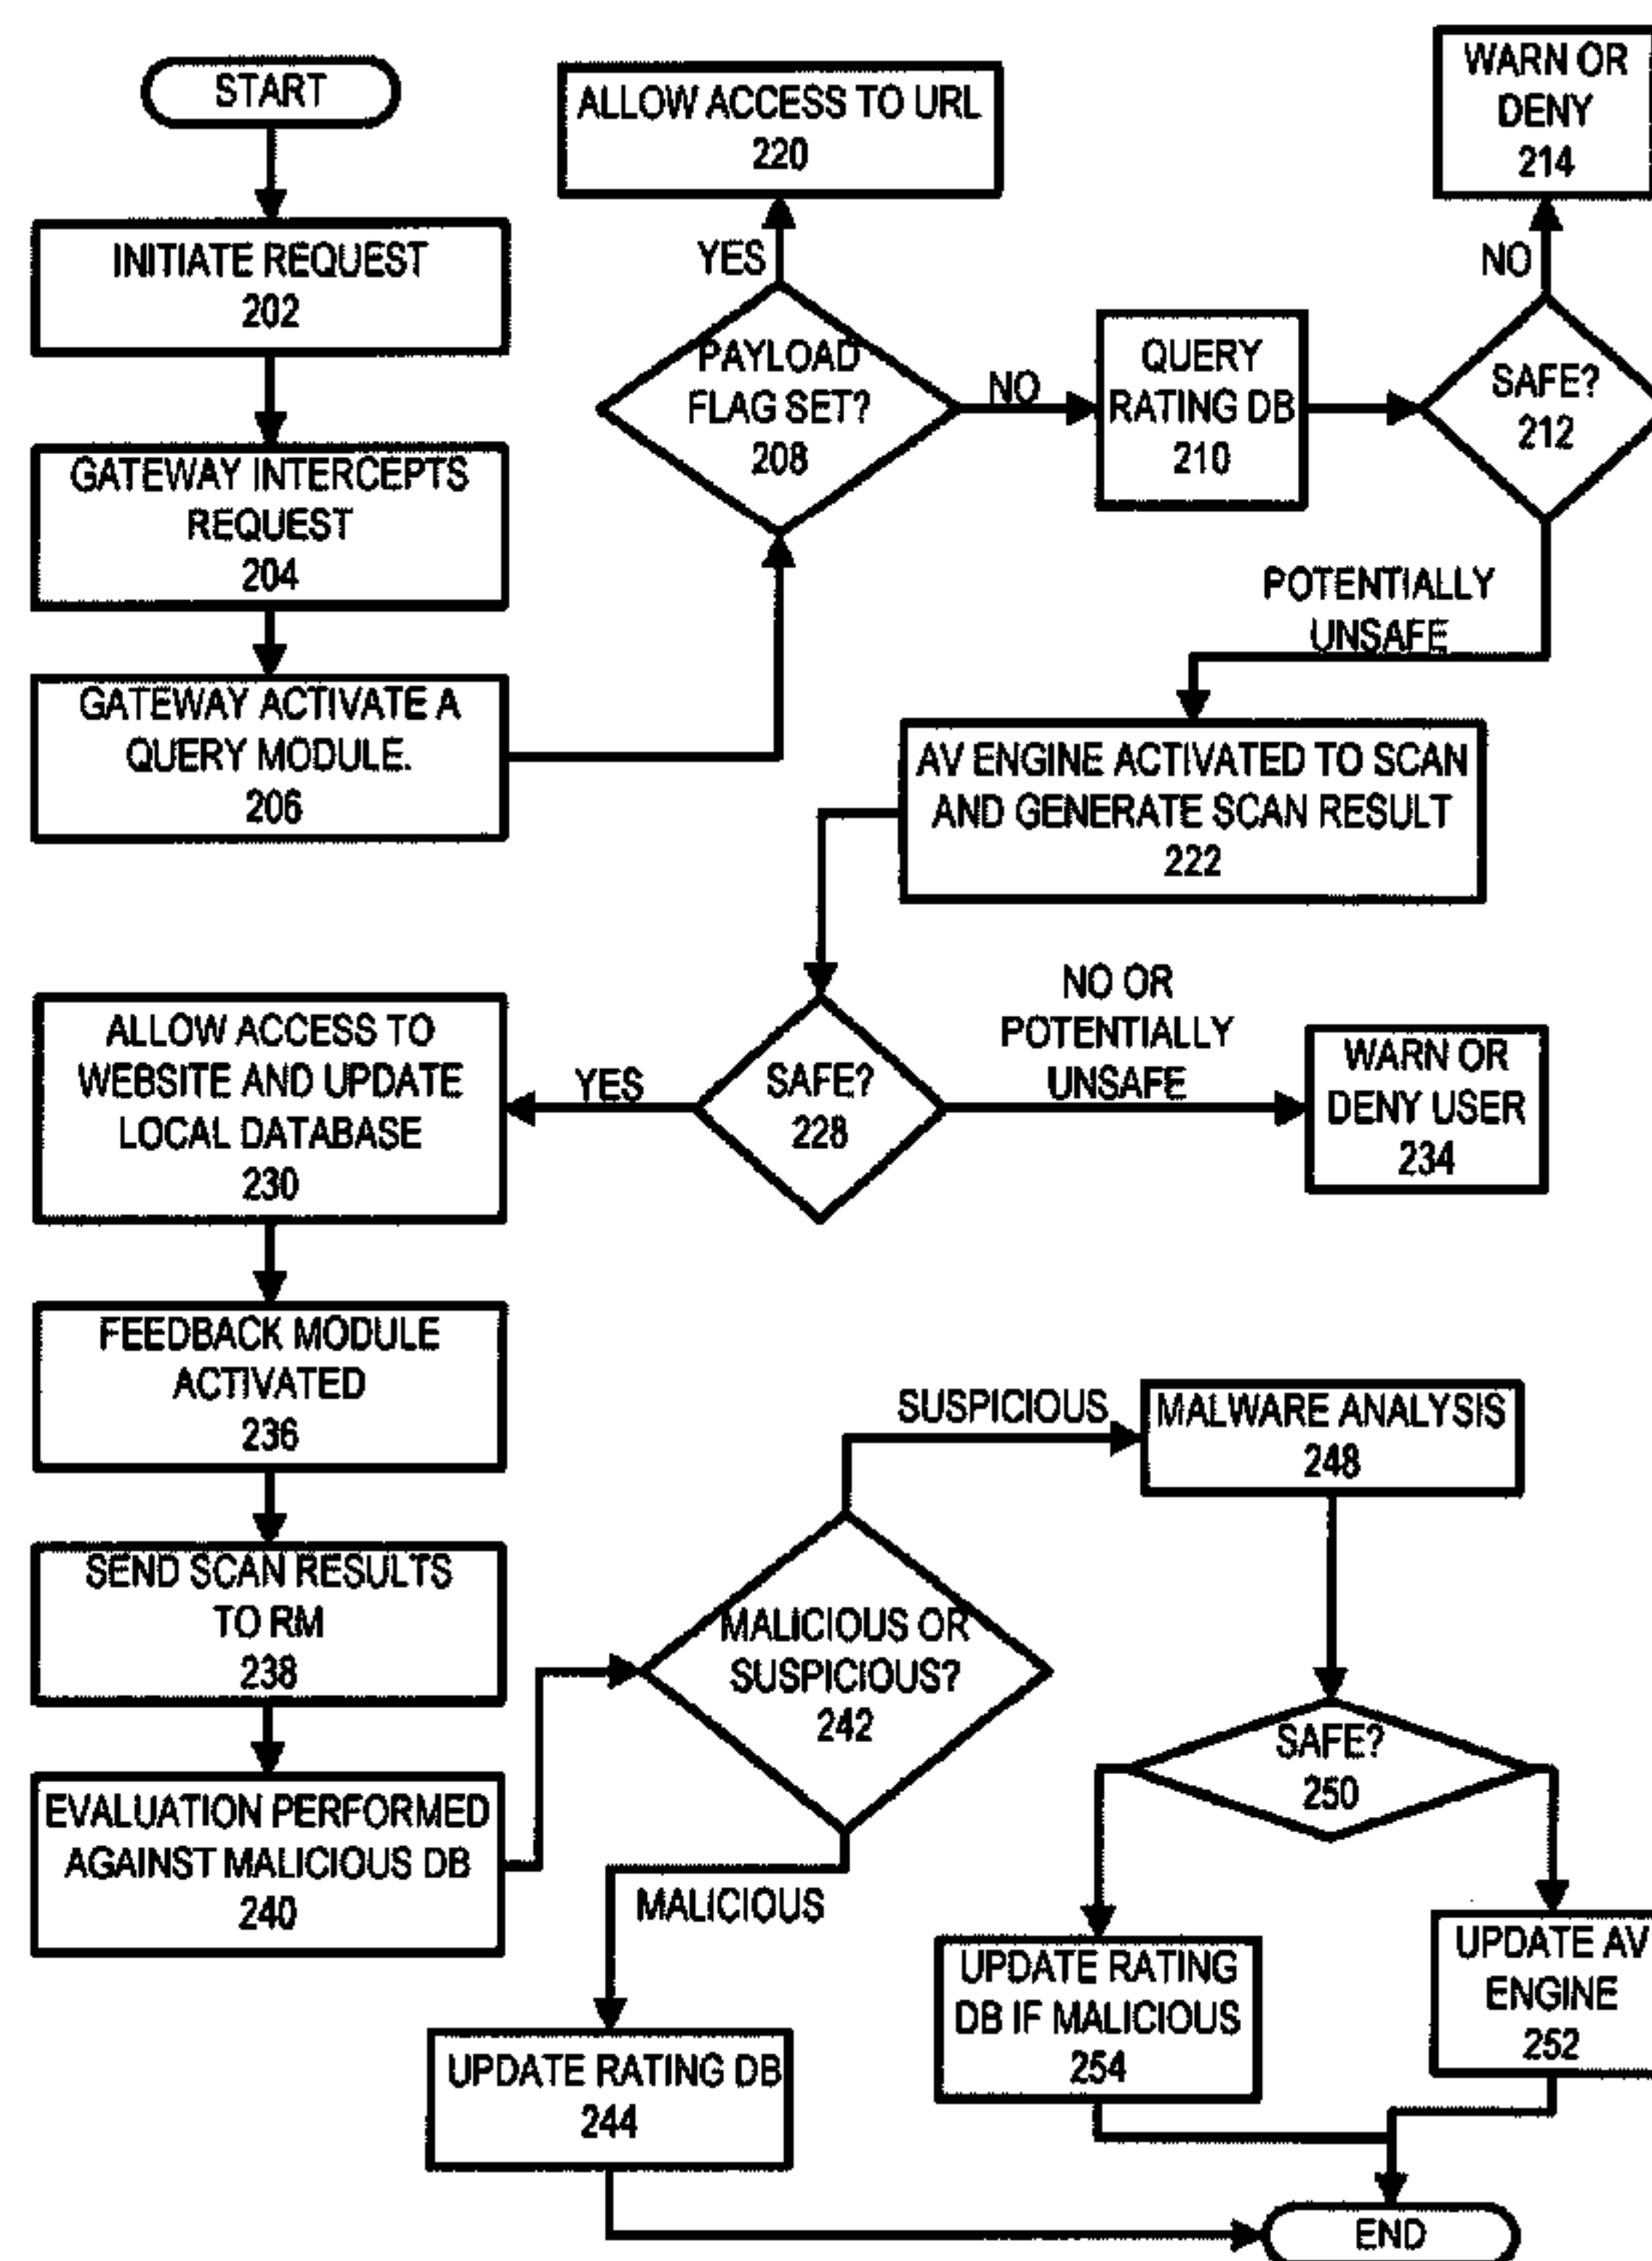 START
INITIATE REQUEST
202
GATEWAY INTERCEPTS
REQUEST
204
GATEWAY ACTIVATE A
QUERY MODULE.
206
ALLOW ACCESS TO URL
220
YES
PAYLOAD
FLAG SET?
208
NO
QUERY
RATING DB
210
WARN OR
DENY
214
NO
SAFE?
212
POTENTIALLY
UNSAFE
AV ENGINE ACTIVATED TO SCAN
AND GENERATE SCAN RESULT
222
SAFE?
228
NO OR
POTENTIALLY
UNSAFE
WARN OR
DENY USER
234
YES
ALLOW ACCESS TO
WEBSITE AND UPDATE
LOCAL DATABASE
230
FEEDBACK MODULE
ACTIVATED
236
SEND SCAN RESULTS
TO RM
238
EVALUATION PERFORMED
AGAINST MALICIOUS DB
240
MALICIOUS OR
SUSPICIOUS?
242
SUSPICIOUS
MALWARE ANALYSIS
248
SAFE?
250
MALICIOUS
UPDATE RATING DB
244
UPDATE RATING
DB IF MALICIOUS
254
UPDATE AV
ENGINE
252
END